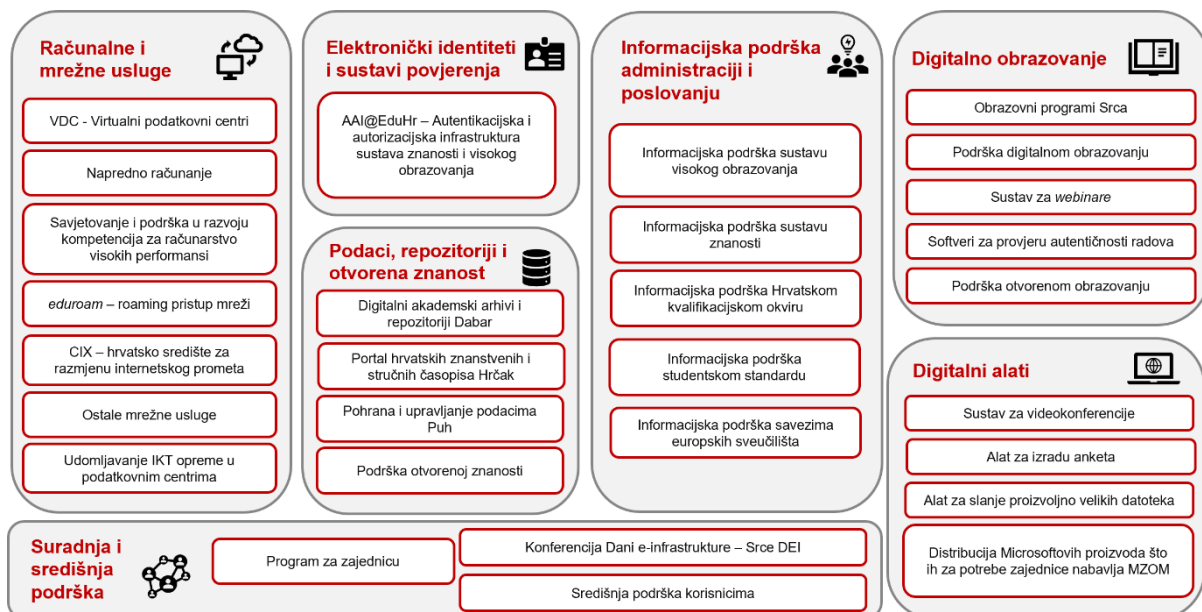 Računalne i
mrežne usluge
VDC - Virtualni podatkovni centri
Napredno računanje
Savjetovanje i podrška u razvoju
kompetencija za računarstvo
visokih performansi
eduroam – roaming pristup mreži
CIX – hrvatsko središte za
razmjenu internetskog prometa
Ostale mrežne usluge
Udomljavanje IKT opreme u
podatkovnim centrima
Elektronički identiteti
i sustavi povjerenja
AAI@EduHr – Autentikacijska i
autorizacijska infrastruktura
sustava znanosti i visokog
obrazovanja
Podaci, repozitoriji i
otvorena znanost
Digitalni akademski arhivi i
repozitoriji Dabar
Portal hrvatskih znanstvenih i
stručnih časopisa Hrčak
Pohrana i upravljanje podacima
Puh
Podrška otvorenoj znanosti
Informacijska podrška
administraciji i
poslovanju
Informacijska podrška sustavu
visokog obrazovanja
Informacijska podrška sustavu
znanosti
Informacijska podrška Hrvatskom
kvalifikacijskom okviru
Informacijska podrška
studentskom standardu
Informacijska podrška savezima
europskih sveučilišta
Digitalno obrazovanje
Obrazovni programi Srca
Podrška digitalnom obrazovanju
Sustav za webinare
Softveri za provjeru autentičnosti radova
Podrška otvorenom obrazovanju
Digitalni alati
Sustav za videokonferencije
Alat za izradu anketa
Alat za slanje proizvoljno velikih datoteka
Distribucija Microsoftovih proizvoda što
ih za potrebe zajednice nabavlja MZOM
Suradnja i
središnja
podrška
Program za zajednicu
Konferencija Dani e-infrastrukture – Srce DEI
Središnja podrška korisnicima